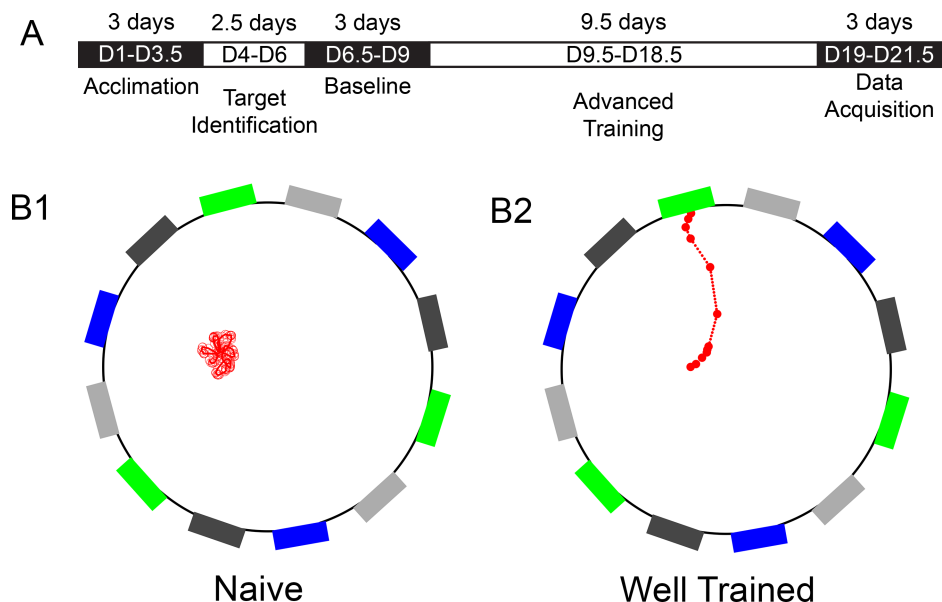 A
3 days 2.5 days 3 days 9.5 days 3 days
D1-D3.5 D4-D6 D6.5-D9 D9.5-D18.5 D19-D21.5
Acclimation Target Identification Baseline Advanced Training Data Acquisition
B1 B2
Naive Well Trained